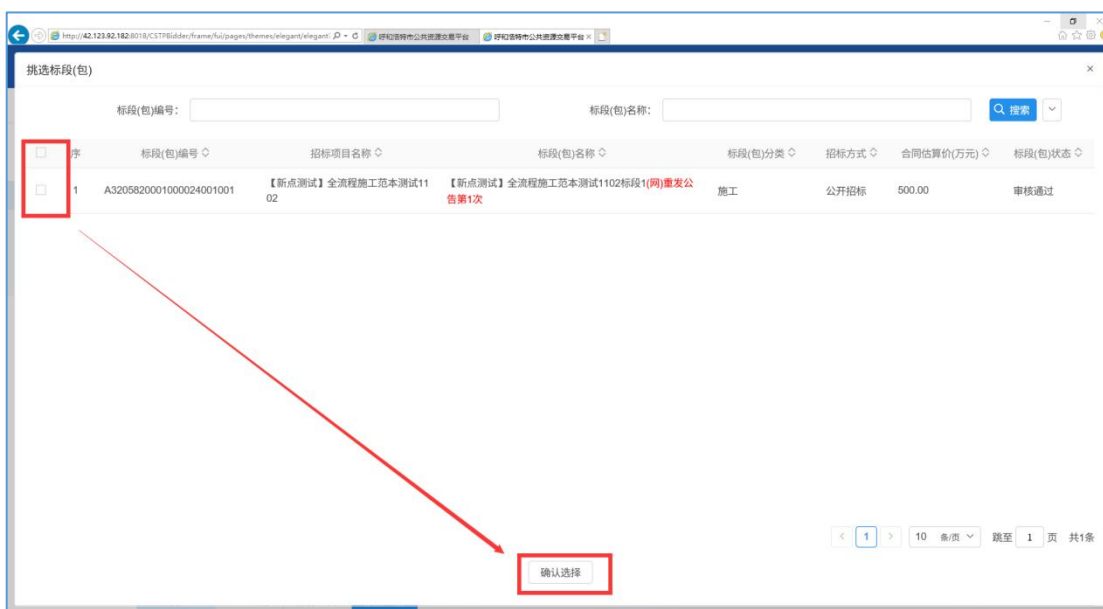 http://42.123.92.182:6018/CSTPBidder/frame/fui/pages/themes/elegant/elegant
呼和浩特市公共资源交易平台
呼和浩特市公共资源交易平台 ×
挑选标段(包) ×
标段(包)编号: 标段(包)名称: 搜索
序 标段(包)编号 招标项目名称 标段(包)名称 标段(包)分类 招标方式 合同估算价(万元) 标段(包)状态
1 A3205820001000024001001 【新点测试】全流程施工范本测试11 【新点测试】全流程施工范本测试1102标段1(网)重发公 施工 公开招标 500.00 审核通过
02 告第1次
1 10 条/页 跳至 1 页 共1条
确认选择